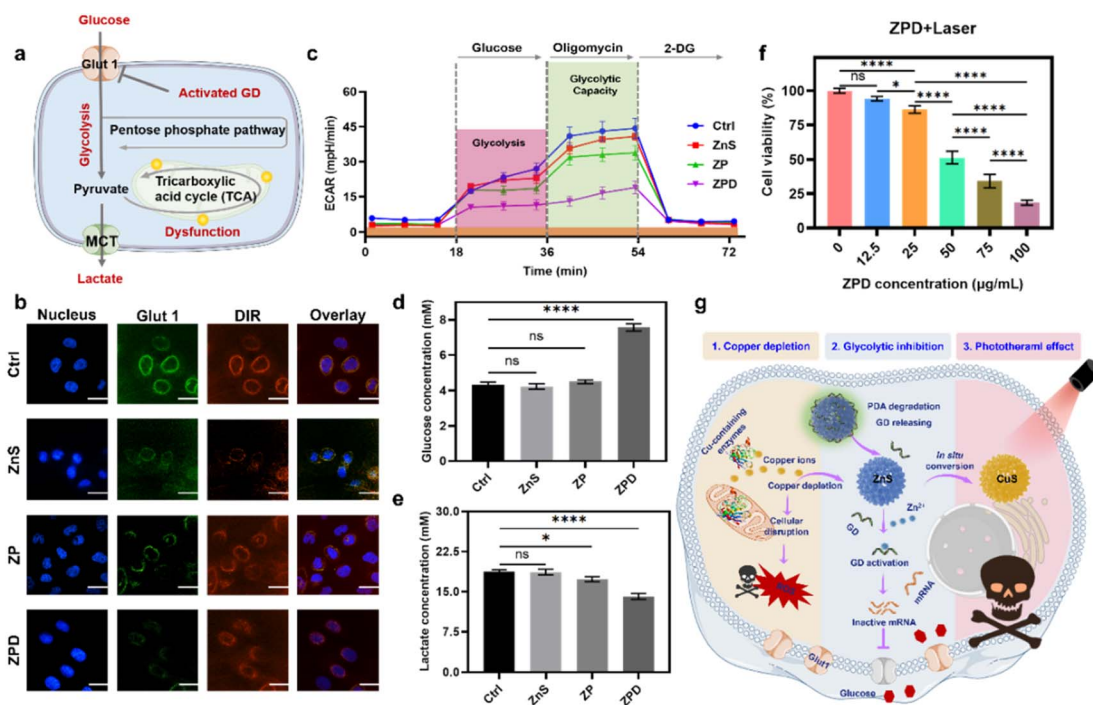 a
Glucose
Glut 1
Activated GD
Glycolysis
Pentose phosphate pathway
Pyruvate
Tricarboxylic
acid cycle (TCA)
Dysfunction
MCT
Lactate
b
Nucleus Glut 1 DIR Overlay
Ctrl
ZnS
ZP
ZPD
c
Glucose Oligomycin 2-DG
Glycolytic
Capacity
Glycolysis
Ctrl
ZnS
ZP
ZPD
ECAR (mpH/min)
60
45
30
15
0
0 18 36 54 72
Time (min)
d
Glucose concentration (mM)
8
6
4
2
0
****
ns
ns
Ctrl ZnS ZP ZPD
e
Lactate concentration (mM)
22.5
15.0
7.5
0.0
****
*
ns
Ctrl ZnS ZP ZPD
f
ZPD+Laser
Cell viability (%)
100
75
50
25
0
**** ****
ns * **** ****
**** ****
0 12.5 25 50 75 100
ZPD concentration (μg/mL)
g
1. Copper depletion 2. Glycolytic inhibition 3. Phototheraml effect
PDA degradation
GD releasing
Cu-containing
enzymes
Copper ions
Copper depletion
ZnS
In situ
conversion
CuS
Cellular
disruption
GD
Zn²⁺
GD activation
mRNA
Inactive mRNA
Glut1
Glucose